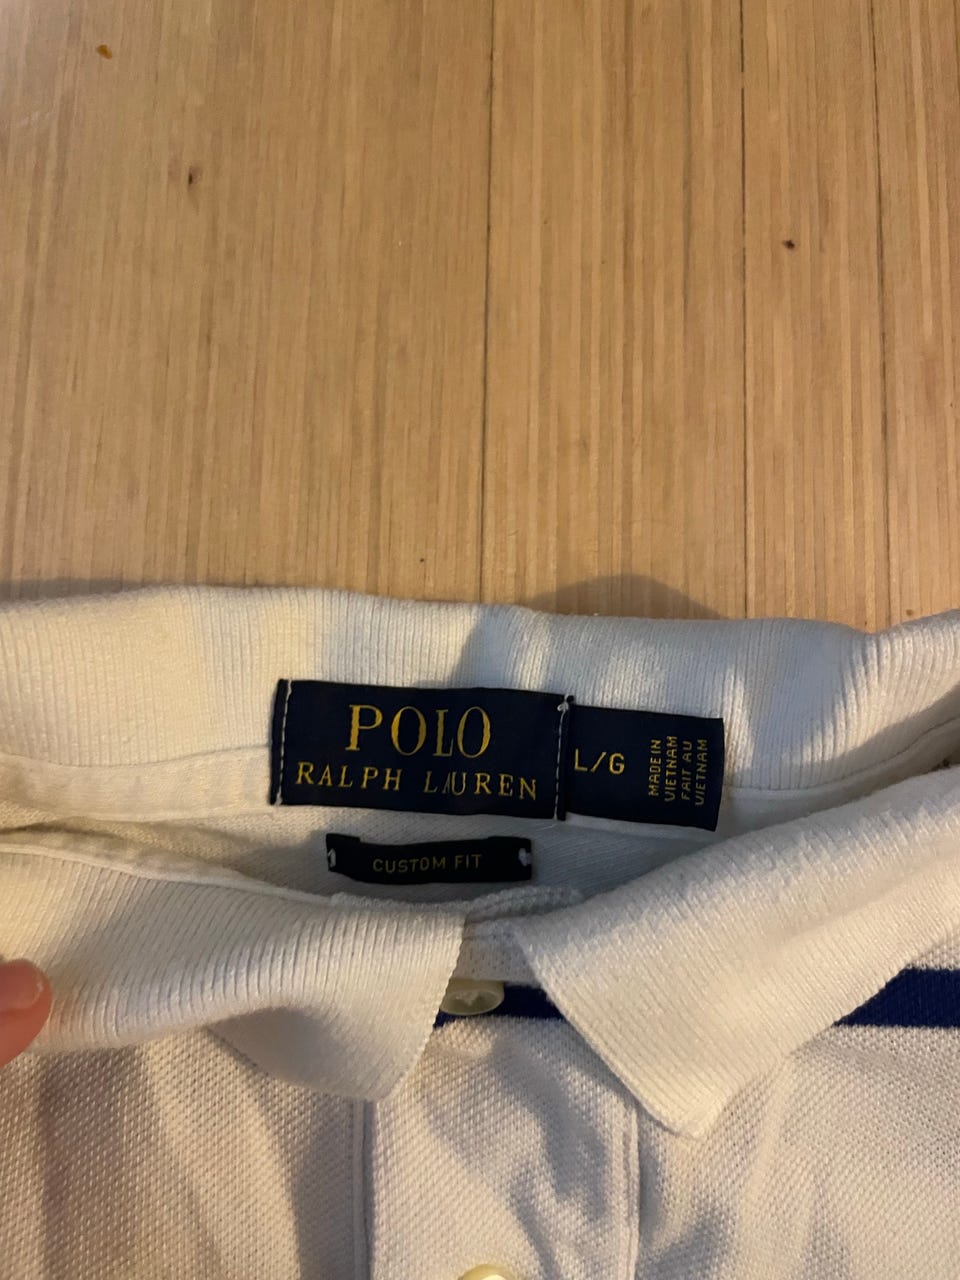 POLO
RALPH LAUREN
L/G
MADE IN
VIETNAM
FAIT AU
VIETNAM
CUSTOM FIT